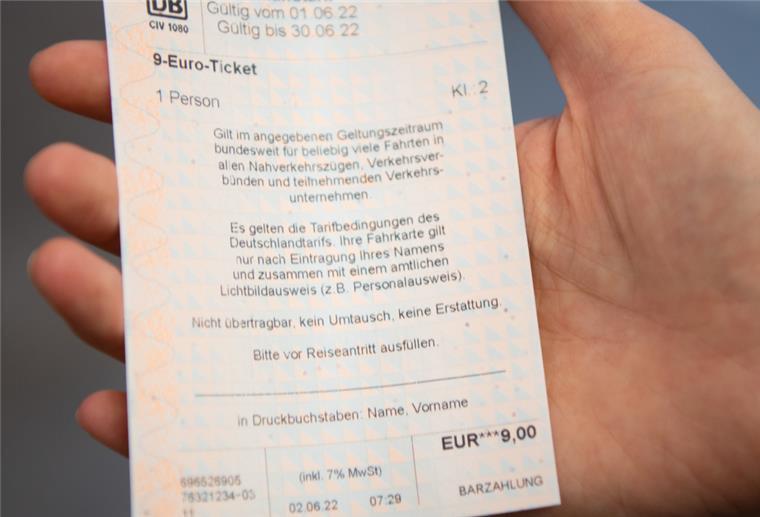 DB
CIV 1080
Gültig vom 01.06.22
Gültig bis 30.06.22
9-Euro-Ticket
1 Person
Kl. 2
Gilt im angegebenen Geltungszeitraum
bundesweit für beliebig viele Fahrten in
allen Nahverkehrszügen, Verkehrsver-
bünden und teilnehmenden Verkehrs-
unternehmen.
Es gelten die Tarifbedingungen des
Deutschlandtarifs. Ihre Fahrkarte gilt
nur nach Eintragung Ihres Namens
und zusammen mit einem amtlichen
Lichtbildausweis (z.B. Personalausweis).
Nicht übertragbar, kein Umtausch, keine Erstattung.
Bitte vor Reiseantritt ausfüllen.
in Druckbuchstaben: Name, Vorname
EUR***9,00
696526905
76321234-03
11
(inkl. 7% MwSt)
02.06.22 07:29
BARZAHLUNG